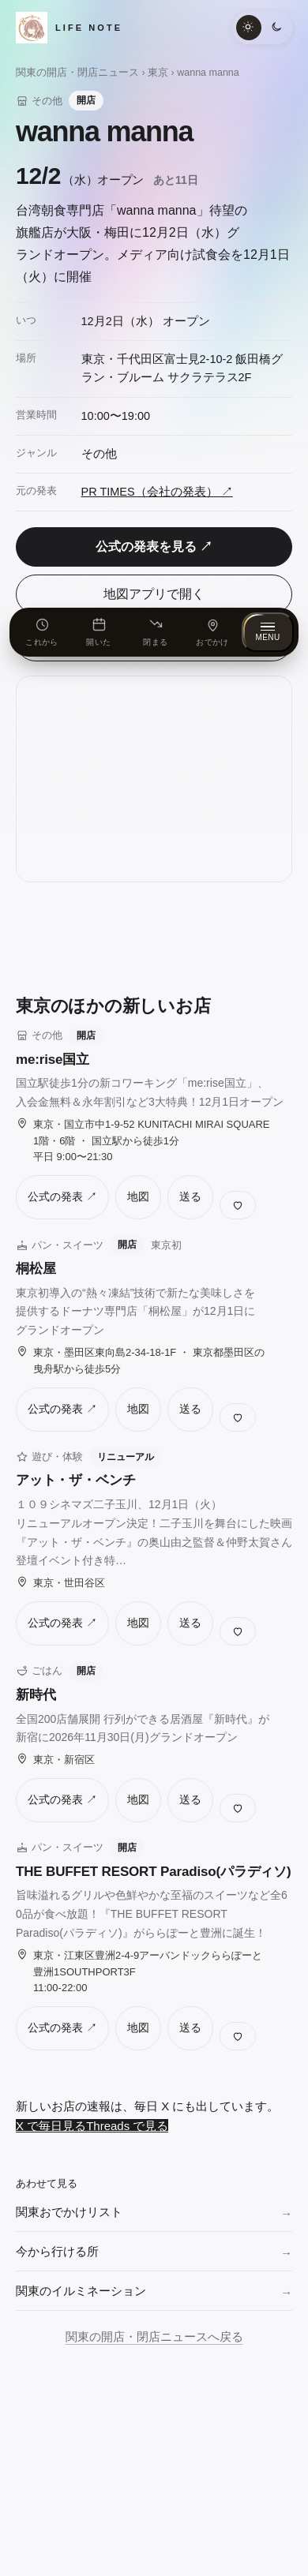 LIFE NOTE
関東の開店・閉店ニュース › 東京 › wanna manna
その他 開店
wanna manna
12/2（水）オープン あと11日
台湾朝食専門店「wanna manna」待望の
旗艦店が大阪・梅田に12月2日（水）グ
ランドオープン。メディア向け試食会を12月1日
（火）に開催
いつ 12月2日（水） オープン
場所 東京・千代田区富士見2-10-2 飯田橋グ
ラン・ブルーム サクラテラス2F
営業時間 10:00〜19:00
ジャンル その他
元の発表 PR TIMES（会社の発表） ↗
公式の発表を見る ↗
地図アプリで開く
これから 開いた 閉まる おでかけ MENU
東京のほかの新しいお店
その他 開店
me:rise国立
国立駅徒歩1分の新コワーキング「me:rise国立」、
入会金無料＆永年割引など3大特典！12月1日オープン
東京・国立市中1-9-52 KUNITACHI MIRAI SQUARE
1階・6階 ・ 国立駅から徒歩1分
平日 9:00〜21:30
公式の発表 ↗ 地図 送る
パン・スイーツ 開店 東京初
桐松屋
東京初導入の“熱々凍結”技術で新たな美味しさを
提供するドーナツ専門店「桐松屋」が12月1日に
グランドオープン
東京・墨田区東向島2-34-18-1F ・ 東京都墨田区の
曳舟駅から徒歩5分
公式の発表 ↗ 地図 送る
遊び・体験 リニューアル
アット・ザ・ベンチ
１０９シネマズ二子玉川、12月1日（火）
リニューアルオープン決定！二子玉川を舞台にした映画
『アット・ザ・ベンチ』の奥山由之監督＆仲野太賀さん
登壇イベント付き特…
東京・世田谷区
公式の発表 ↗ 地図 送る
ごはん 開店
新時代
全国200店舗展開 行列ができる居酒屋『新時代』が
新宿に2026年11月30日(月)グランドオープン
東京・新宿区
公式の発表 ↗ 地図 送る
パン・スイーツ 開店
THE BUFFET RESORT Paradiso(パラディソ)
旨味溢れるグリルや色鮮やかな至福のスイーツなど全6
0品が食べ放題！『THE BUFFET RESORT
Paradiso(パラディソ)』がららぽーと豊洲に誕生！
東京・江東区豊洲2-4-9アーバンドックららぽーと
豊洲1SOUTHPORT3F
11:00-22:00
公式の発表 ↗ 地図 送る
新しいお店の速報は、毎日 X にも出しています。
X で毎日見るThreads で見る
あわせて見る
関東おでかけリスト →
今から行ける所 →
関東のイルミネーション →
関東の開店・閉店ニュースへ戻る